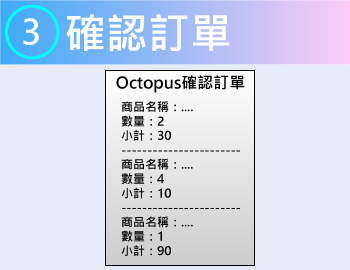 3 確認訂單
Octopus確認訂單
商品名稱：....
數量：2
小計：30
-----------------------
商品名稱：....
數量：4
小計：10
-----------------------
商品名稱：....
數量：1
小計：90